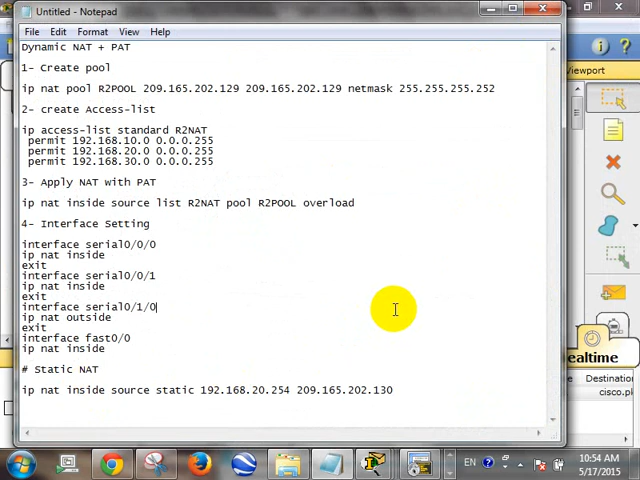 Untitled - Notepad
File Edit Format View Help
Dynamic NAT + PAT
1- Create pool
ip nat pool R2POOL 209.165.202.129 209.165.202.129 netmask 255.255.255.252
2- create Access-list
ip access-list standard R2NAT
permit 192.168.10.0 0.0.0.255
permit 192.168.20.0 0.0.0.255
permit 192.168.30.0 0.0.0.255
3- Apply NAT with PAT
ip nat inside source list R2NAT pool R2POOL overload
4- Interface Setting
interface serial0/0/0
ip nat inside
exit
interface serial0/0/1
ip nat inside
exit
interface serial0/1/0
ip nat outside
exit
interface fast0/0
ip nat inside
# Static NAT
ip nat inside source static 192.168.20.254 209.165.202.130
Viewport
ealtime
Destination
cisco.pk
EN
10:54 AM
5/17/2015